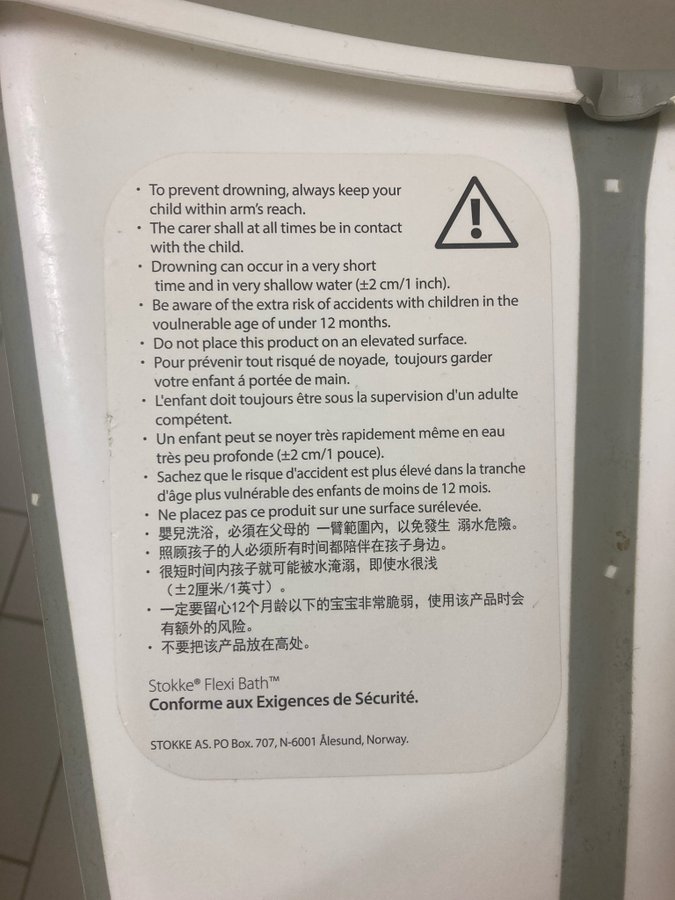 • To prevent drowning, always keep your
child within arm's reach.
• The carer shall at all times be in contact
with the child.
• Drowning can occur in a very short
time and in very shallow water (±2 cm/1 inch).
• Be aware of the extra risk of accidents with children in the
voulnerable age of under 12 months.
• Do not place this product on an elevated surface.
• Pour prévenir tout risqué de noyade, toujours garder
votre enfant á portée de main.
• L'enfant doit toujours être sous la supervision d'un adulte
compétent.
• Un enfant peut se noyer très rapidement même en eau
très peu profonde (±2 cm/1 pouce).
• Sachez que le risque d'accident est plus élevé dans la tranche
d'âge plus vulnérable des enfants de moins de 12 mois.
• Ne placez pas ce produit sur une surface surélevée.
• 嬰兒洗浴，必須在父母的 一臂範圍內，以免發生 溺水危險。
• 照顾孩子的人必须所有时间都陪伴在孩子身边。
• 很短时间内孩子就可能被水淹溺，即使水很浅
（±2厘米/1英寸）。
• 一定要留心12个月龄以下的宝宝非常脆弱，使用该产品时会
有额外的风险。
• 不要把该产品放在高处。
Stokke® Flexi Bath™
Conforme aux Exigences de Sécurité.
STOKKE AS. PO Box. 707, N-6001 Ålesund, Norway.